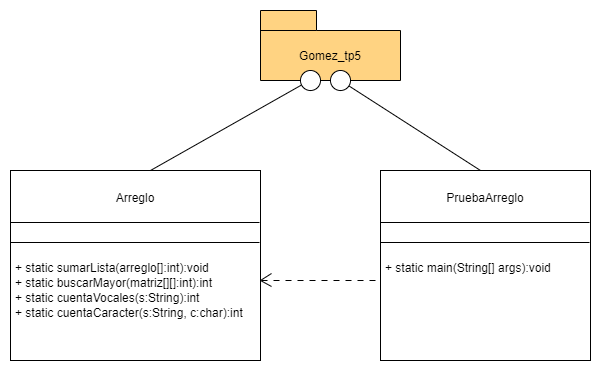 Gomez_tp5
Arreglo
+ static sumarLista(arreglo[]:int):void
+ static buscarMayor(matriz[][]:int):int
+ static cuentaVocales(s:String):int
+ static cuentaCaracter(s:String, c:char):int
PruebaArreglo
+ static main(String[] args):void